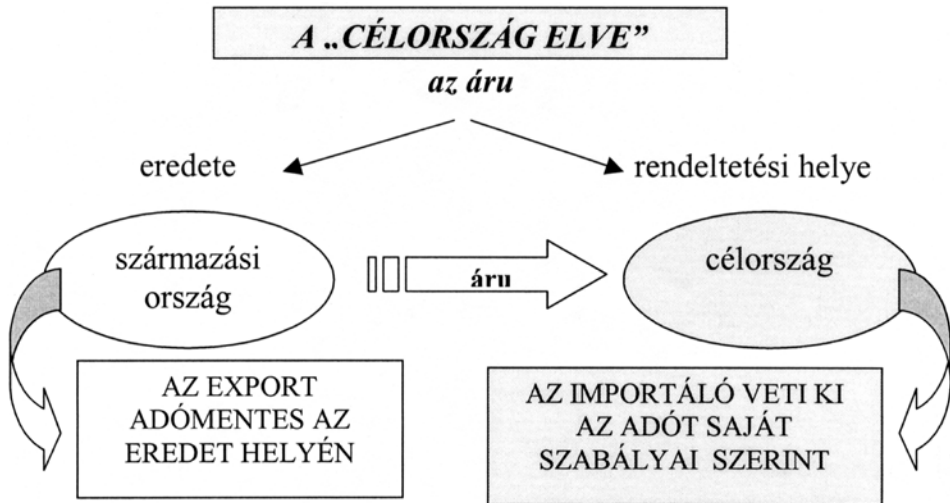 A „CÉLORSZÁG ELVE”
az áru
eredete
rendeltetési helye
származási
ország
áru
célország
AZ EXPORT
ADÓMENTES AZ
EREDET HELYÉN
AZ IMPORTÁLÓ VETI KI
AZ ADÓT SAJÁT
SZABÁLYAI SZERINT